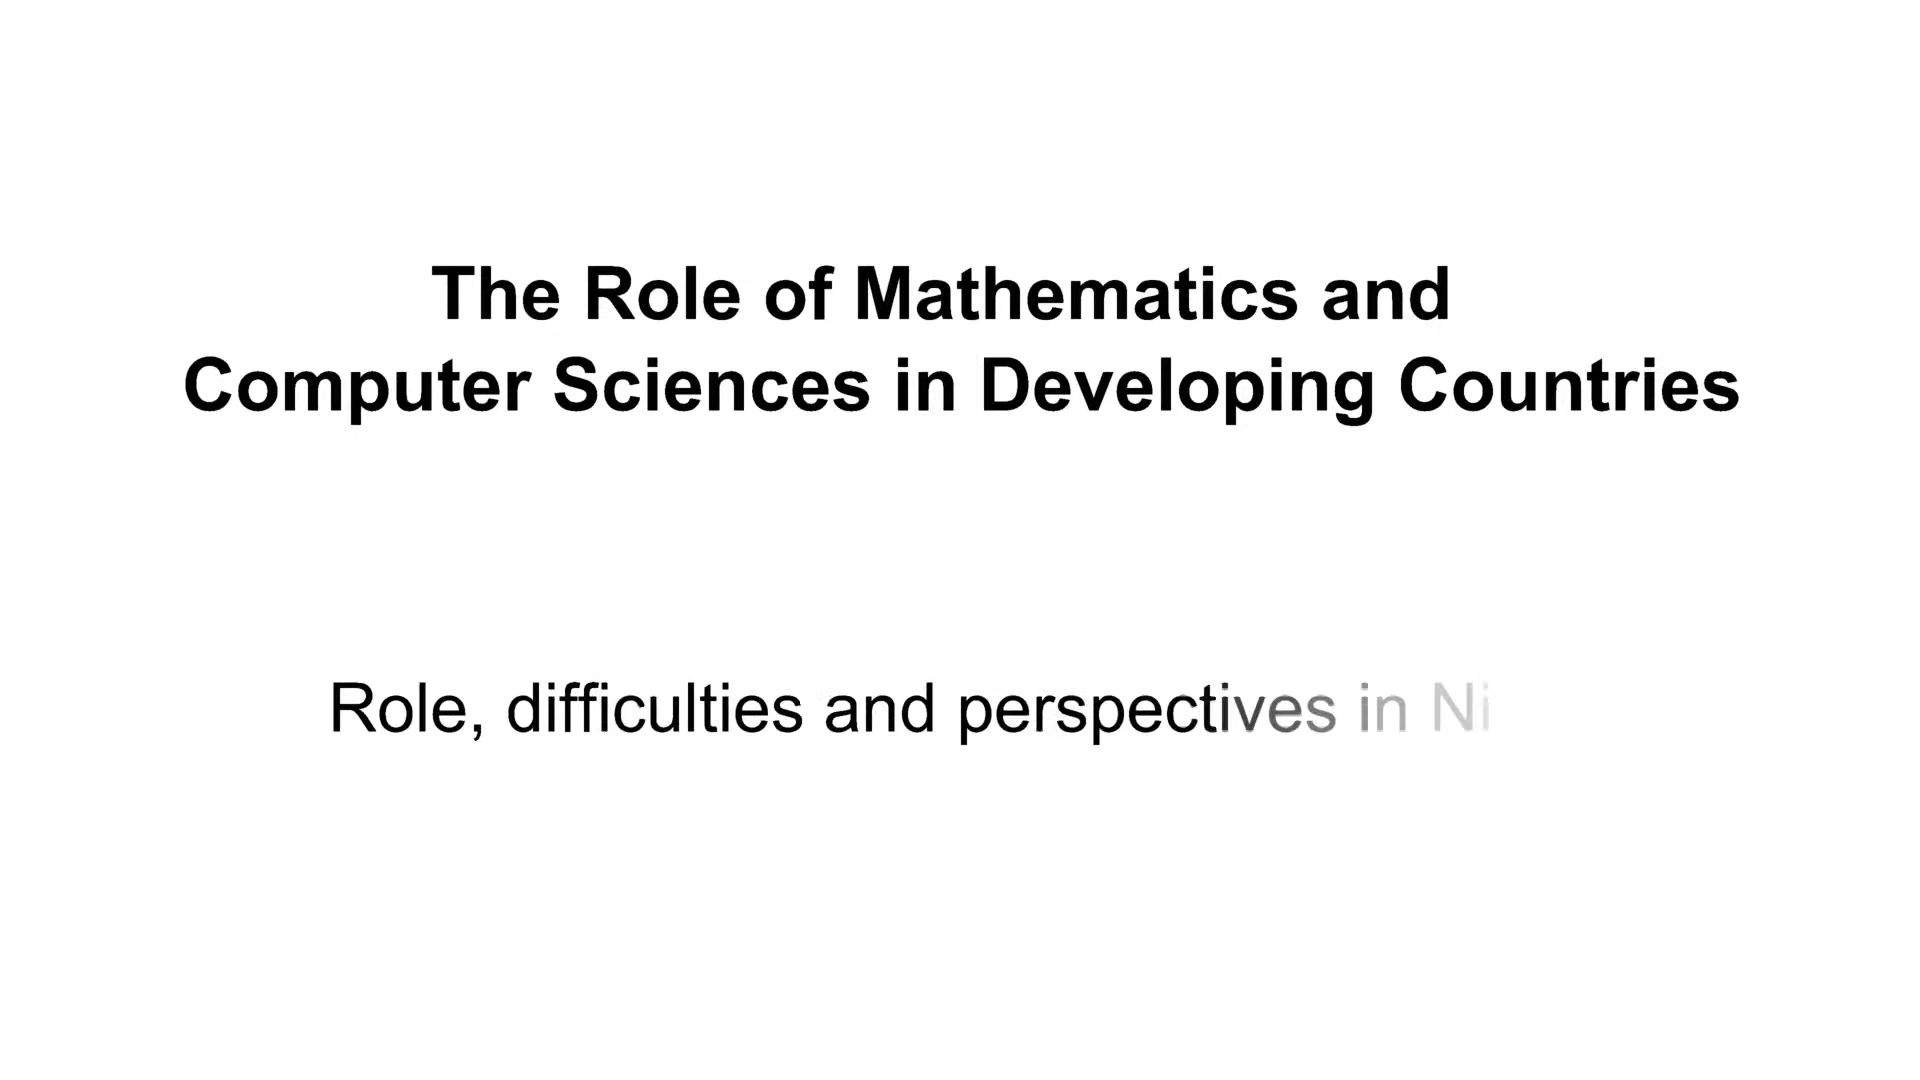 The Role of Mathematics and
Computer Sciences in Developing Countries
Role, difficulties and perspectives in